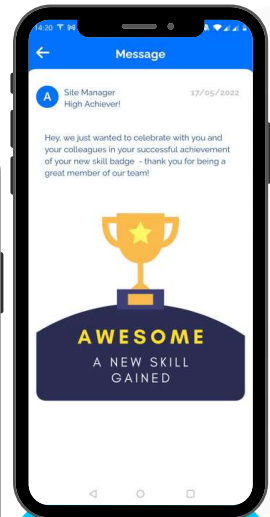 14:20
Message
A
Site Manager
17/05/2022
High Achiever!
Hey, we just wanted to celebrate with you and
your colleagues in your successful achievement
of your new skill badge - thank you for being a
great member of our team!
AWESOME
A NEW SKILL
GAINED